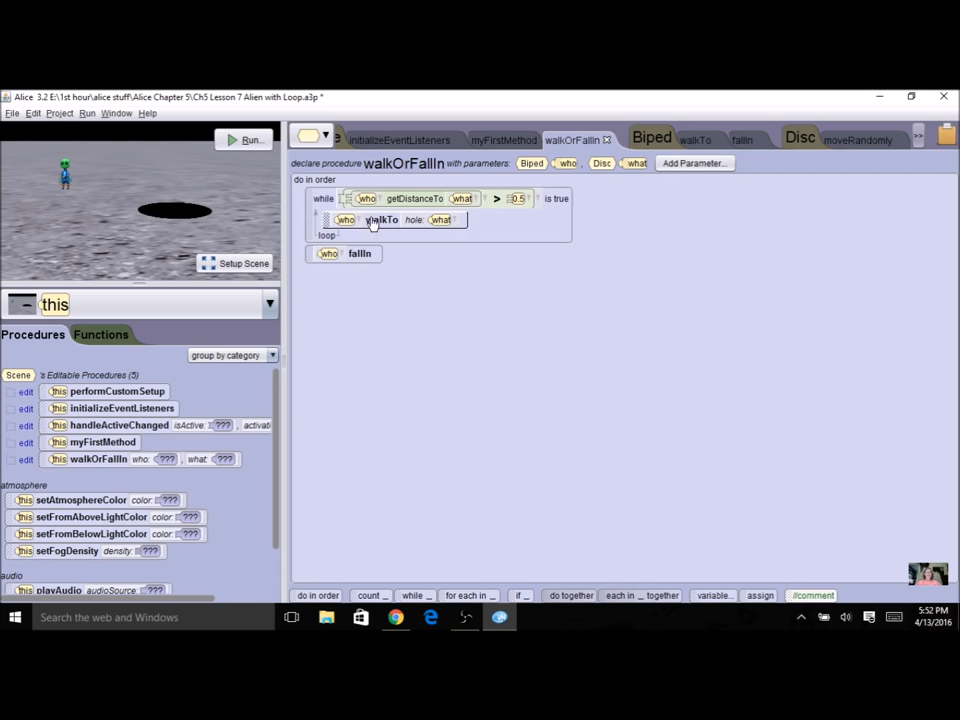 Alice 3.2 E:\1st hour\alice stuff\Alice Chapter 5\Ch5 Lesson 7 Alien with Loop.a3p *
File Edit Project Run Window Help
Run...
initializeEventListeners myFirstMethod walkOrFallIn Biped walkTo fallIn Disc moveRandomly >>
declare procedure walkOrFallIn with parameters: Biped who , Disc what Add Parameter...
do in order
while who getDistanceTo what > 0.5 is true
who walkTo hole: what
loop
who fallIn
Setup Scene
this
Procedures Functions
group by category
Scene 's Editable Procedures (5)
edit this performCustomSetup
edit this initializeEventListeners
edit this handleActiveChanged isActive: ??? , activati
edit this myFirstMethod
edit this walkOrFallIn who: ??? , what: ???
atmosphere
this setAtmosphereColor color: ???
this setFromAboveLightColor color: ???
this setFromBelowLightColor color: ???
this setFogDensity density: ???
audio
this playAudio audioSource: ???
do in order count _ while _ for each in _ if _ do together each in _ together variable... assign //comment
Search the web and Windows
5:52 PM
4/13/2016